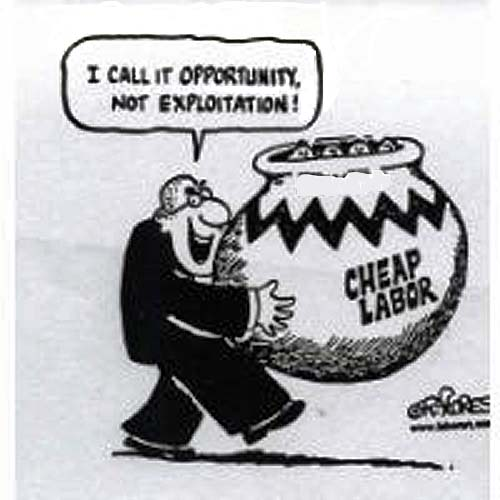 I CALL IT OPPORTUNITY,
NOT EXPLOITATION!
CHEAP
LABOR